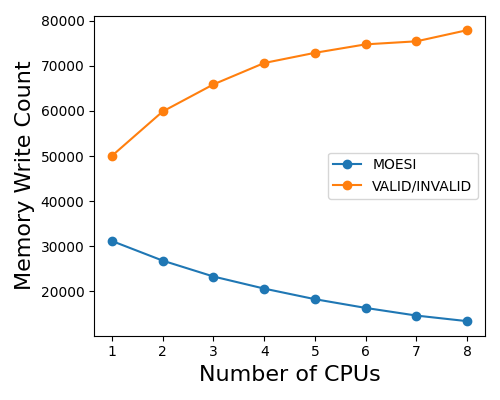 80000
70000
60000
50000
40000
30000
20000
Memory Write Count
MOESI
VALID/INVALID
1 2 3 4 5 6 7 8
Number of CPUs